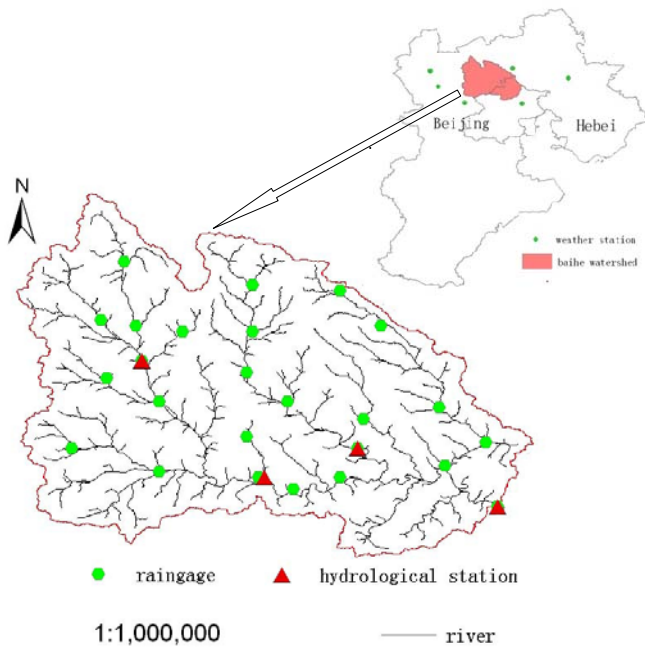 Beijing
Hebei
weather station
baihe watershed
N
raingage
hydrological station
1:1,000,000
river